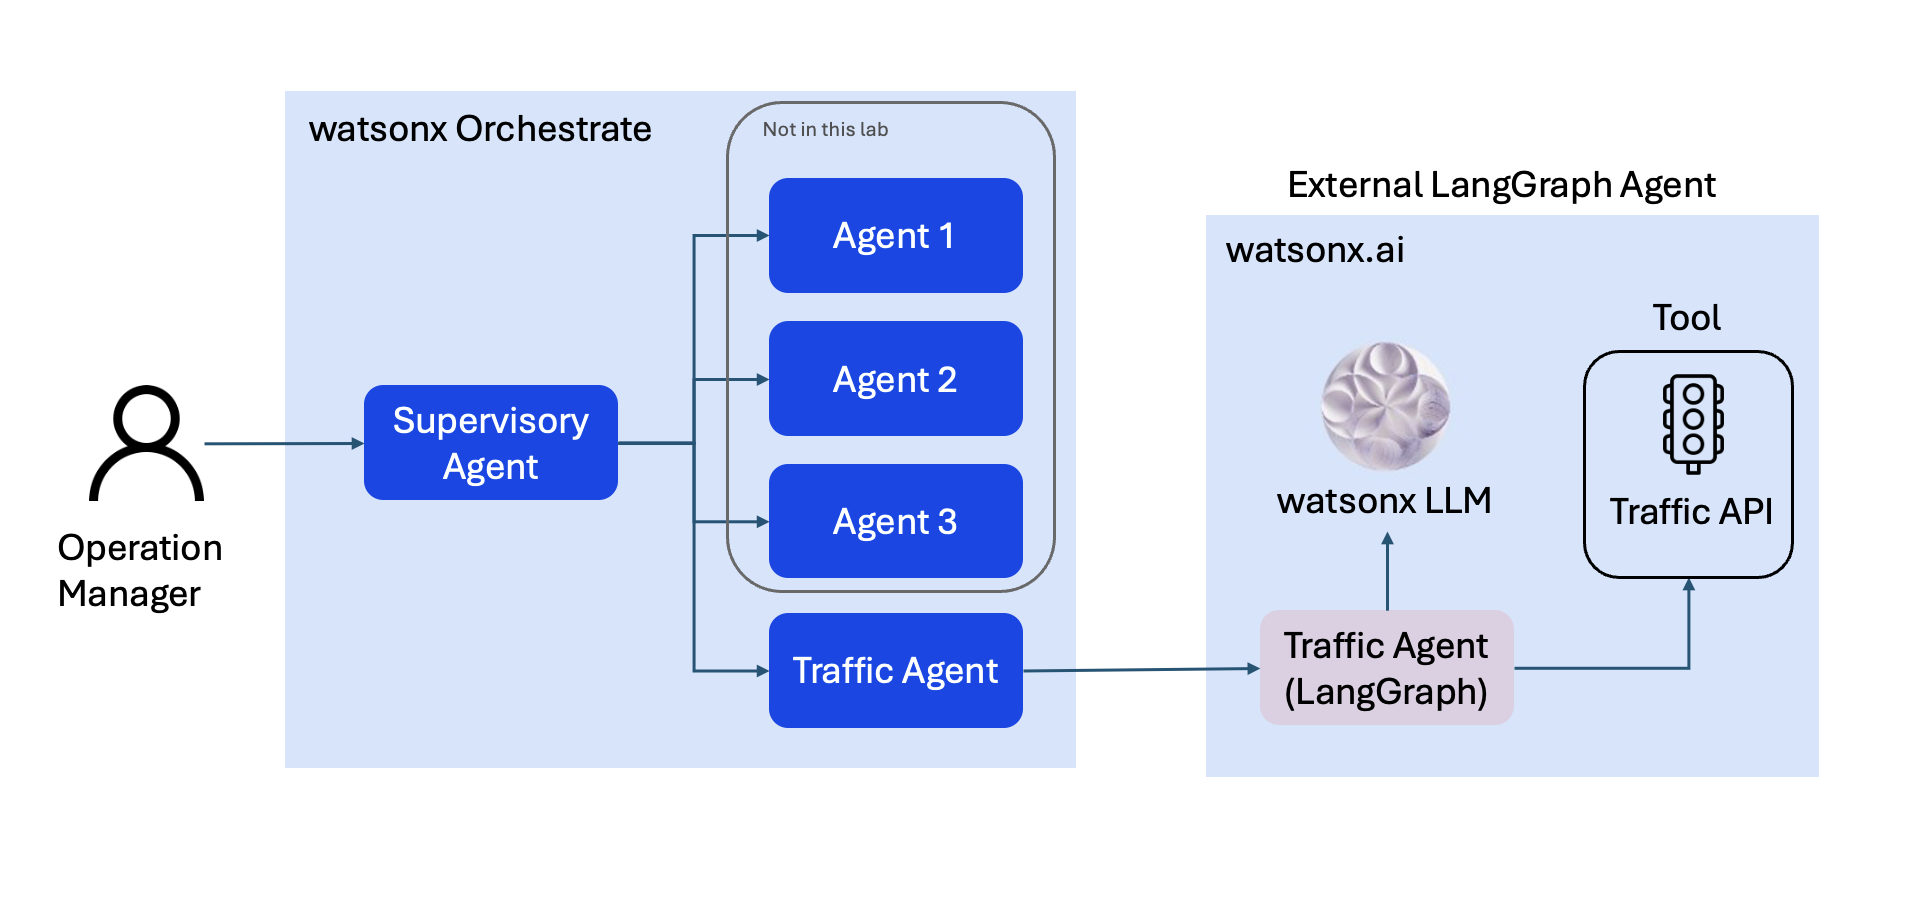 watsonx Orchestrate
Not in this lab
Agent 1
Agent 2
Agent 3
Supervisory
Agent
Operation
Manager
Traffic Agent
External LangGraph Agent
watsonx.ai
Tool
watsonx LLM
Traffic API
Traffic Agent
(LangGraph)